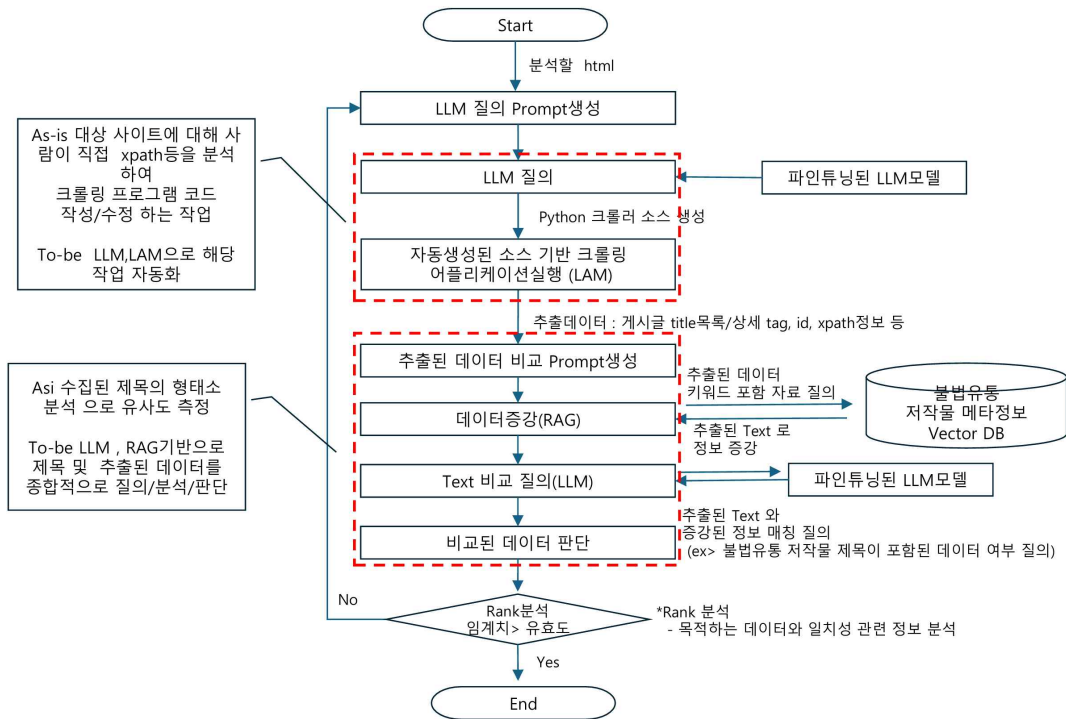 Start
분석할 html
LLM 질의 Prompt생성
As-is 대상 사이트에 대해 사
람이 직접 xpath등을 분석
하여
크롤링 프로그램 코드
작성/수정 하는 작업
To-be LLM,LAM으로 해당
작업 자동화
LLM 질의
파인튜닝된 LLM모델
Python 크롤러 소스 생성
자동생성된 소스 기반 크롤링
어플리케이션실행 (LAM)
추출데이터 : 게시글 title목록/상세 tag, id, xpath정보 등
추출된 데이터 비교 Prompt생성
Asi 수집된 제목의 형태소
분석 으로 유사도 측정
To-be LLM , RAG기반으로
제목 및 추출된 데이터를
종합적으로 질의/분석/판단
추출된 데이터
키워드 포함 자료 질의
데이터증강(RAG)
불법유통
저작물 메타정보
Vector DB
추출된 Text 로
정보 증강
Text 비교 질의(LLM)
파인튜닝된 LLM모델
추출된 Text 와
증강된 정보 매칭 질의
(ex> 불법유통 저작물 제목이 포함된 데이터 여부 질의)
비교된 데이터 판단
No
Rank분석
임계치> 유효도
*Rank 분석
- 목적하는 데이터와 일치성 관련 정보 분석
Yes
End